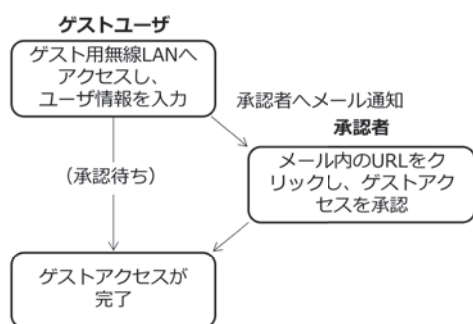 ゲストユーザ
ゲスト用無線LANへ
アクセスし、
ユーザ情報を入力
承認者へメール通知
承認者
（承認待ち）
メール内のURLをク
リックし、ゲストアク
セスを承認
ゲストアクセスが
完了